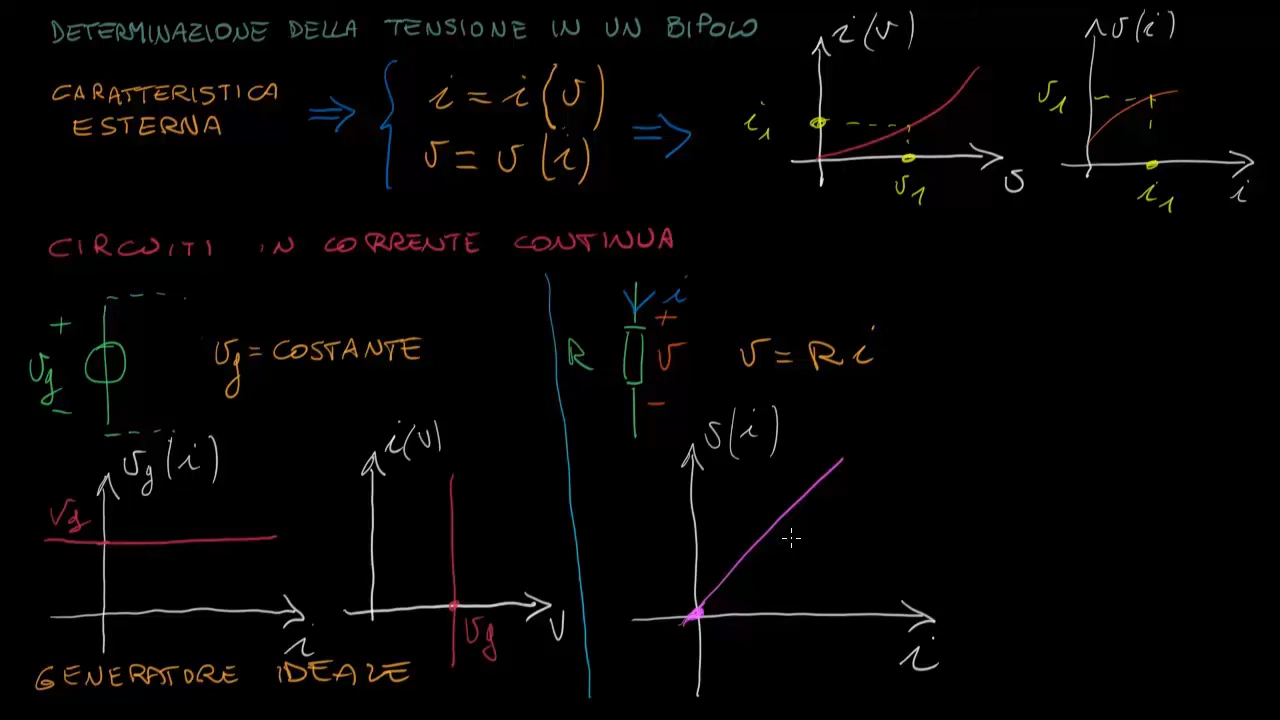 DETERMINAZIONE DELLA TENSIONE IN UN BIPOLO
CARATTERISTICA
ESTERNA
⇒ { i = i(v)
v = v(i) ⇒
i(v)
i1
v1
v
v(i)
v1
i1
i
CIRCUITI IN CORRENTE CONTINUA
+
vg
−
vg = COSTANTE
vg(i)
vg
i
i(v)
vg
v
GENERATORE IDEALE
i
+
R
v
−
v = R i
v(i)
i